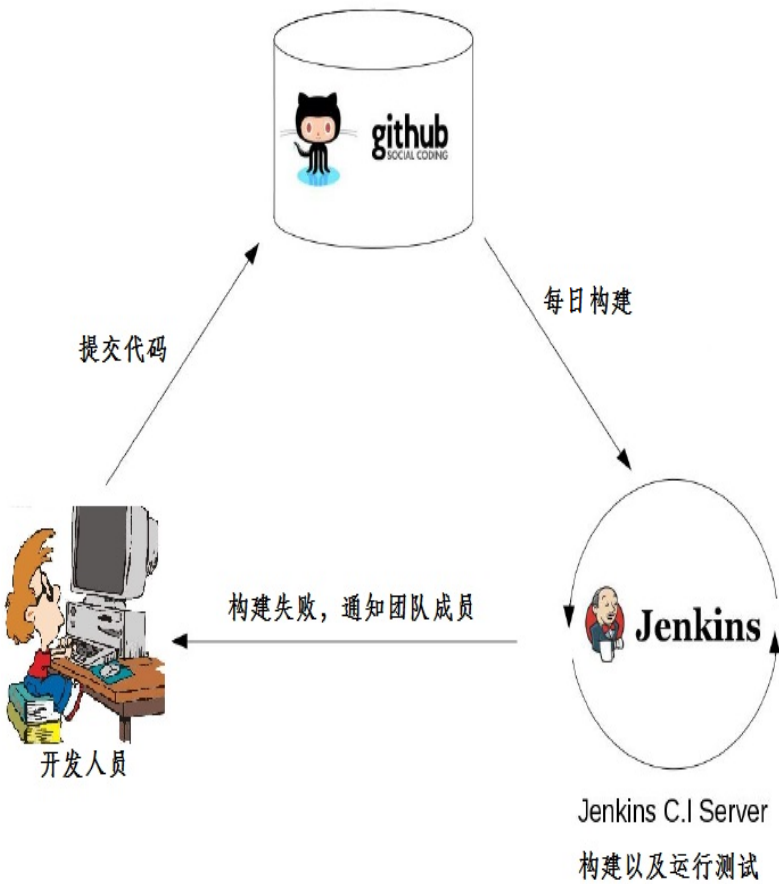 github
SOCIAL CODING
每日构建
提交代码
构建失败，通知团队成员
Jenkins
开发人员
Jenkins C.I Server
构建以及运行测试